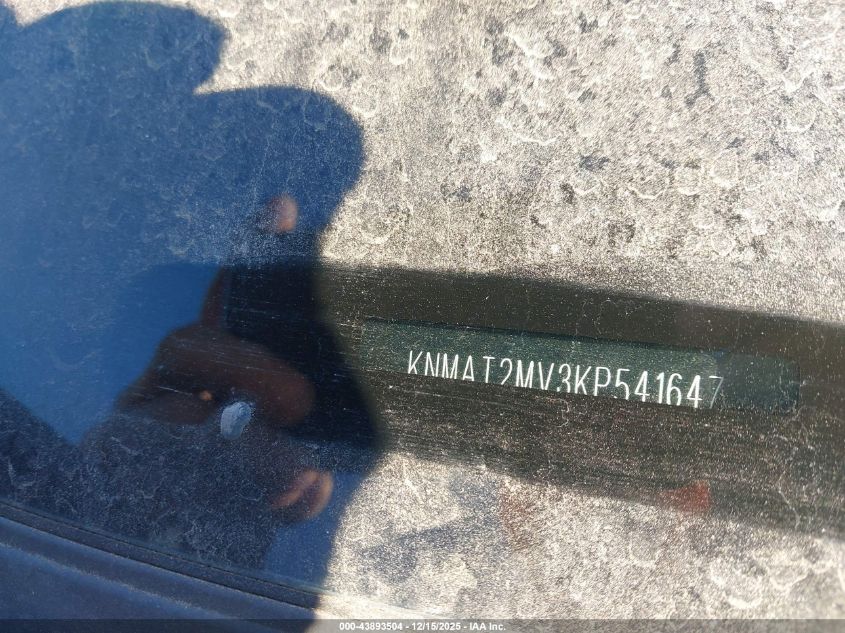 KNMAT2MV3KP541647
000-43893504 - 12/15/2025 - IAA Inc.